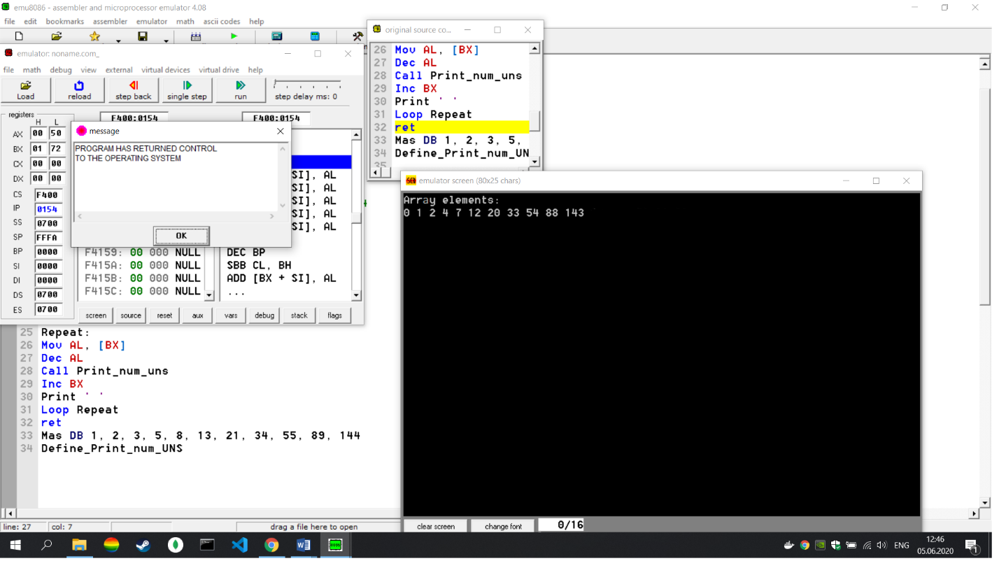 emu8086 - assembler and microprocessor emulator 4.08
file edit bookmarks assembler emulator math ascii codes help
emulator: noname.com_
file math debug view external virtual devices virtual drive help
Load reload step back single step run step delay ms: 0
registers H L
F400:0154 F400:0154
AX 00 50
BX 01 72
CX 00 00
DX 00 00
CS F400
IP 0154
SS 0700
SP FFFA
BP 0000
SI 0000
DI 0000
DS 0700
ES 0700
message
PROGRAM HAS RETURNED CONTROL
TO THE OPERATING SYSTEM
OK
SI], AL
SI], AL
SI], AL
SI], AL
SI], AL
F4159: 00 000 NULL
F415A: 00 000 NULL
F415B: 00 000 NULL
F415C: 00 000 NULL
DEC BP
SBB CL, BH
ADD [BX + SI], AL
...
screen source reset aux vars debug stack flags
original source co...
26 Mov AL, [BX]
27 Dec AL
28 Call Print_num_uns
29 Inc BX
30 Print ' '
31 Loop Repeat
32 ret
33 Mas DB 1, 2, 3, 5,
34 Define_Print_num_UN
35
emulator screen (80x25 chars)
Array elements:
0 1 2 4 7 12 20 33 54 88 143
clear screen change font 0/16
25 Repeat:
26 Mov AL, [BX]
27 Dec AL
28 Call Print_num_uns
29 Inc BX
30 Print ' '
31 Loop Repeat
32 ret
33 Mas DB 1, 2, 3, 5, 8, 13, 21, 34, 55, 89, 144
34 Define_Print_num_UNS
line: 27 col: 7 drag a file here to open
ENG
12:46
05.06.2020
1